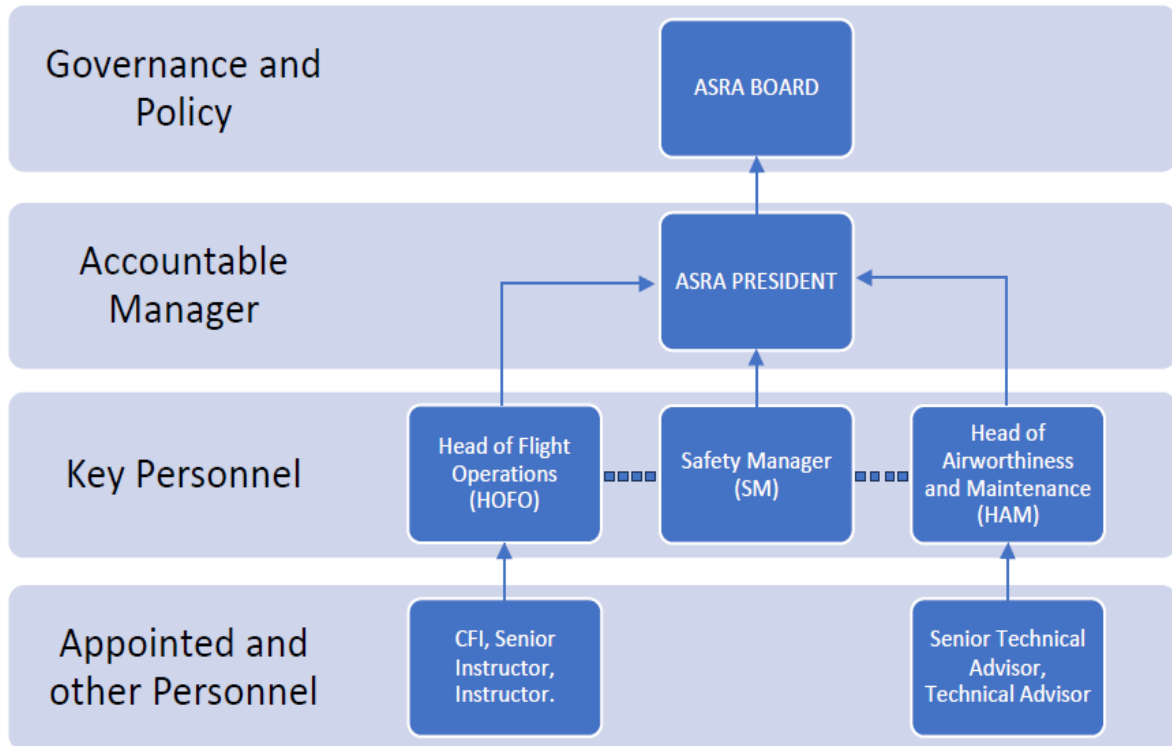 Governance and
Policy
ASRA BOARD
Accountable
Manager
ASRA PRESIDENT
Key Personnel
Head of Flight
Operations
(HOFO)
Safety Manager
(SM)
Head of
Airworthiness
and Maintenance
(HAM)
Appointed and
other Personnel
CFI, Senior
Instructor,
Instructor.
Senior Technical
Advisor,
Technical Advisor